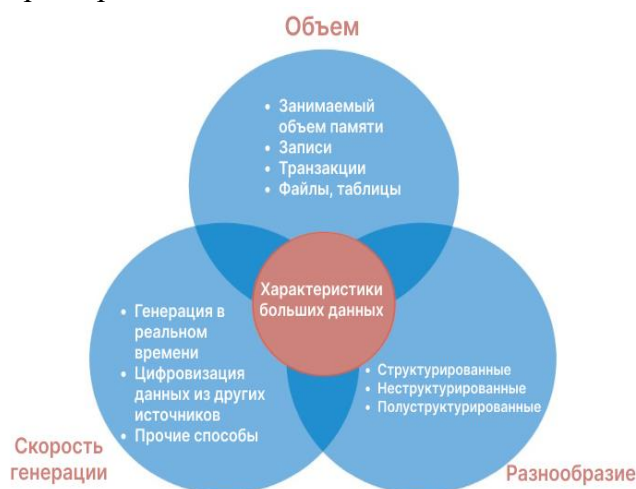 Объем
• Занимаемый
объем памяти
• Записи
• Транзакции
• Файлы, таблицы
Характеристики
больших данных
• Генерация в
реальном
времени
• Цифровизация
данных из других
источников
• Прочие способы
• Структурированные
• Неструктурированные
• Полуструктурированные
Скорость
генерации
Разнообразие